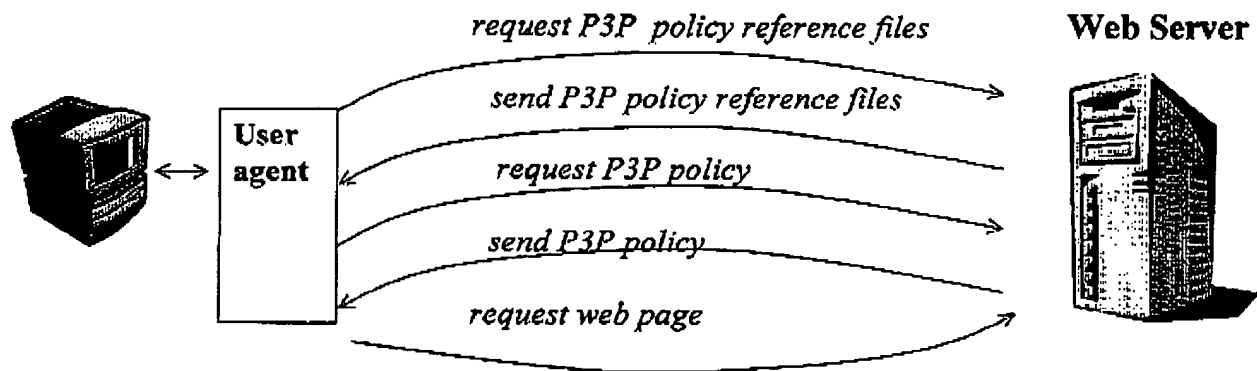 request P3P policy reference files
Web Server
send P3P policy reference files
User
agent
request P3P policy
send P3P policy
request web page